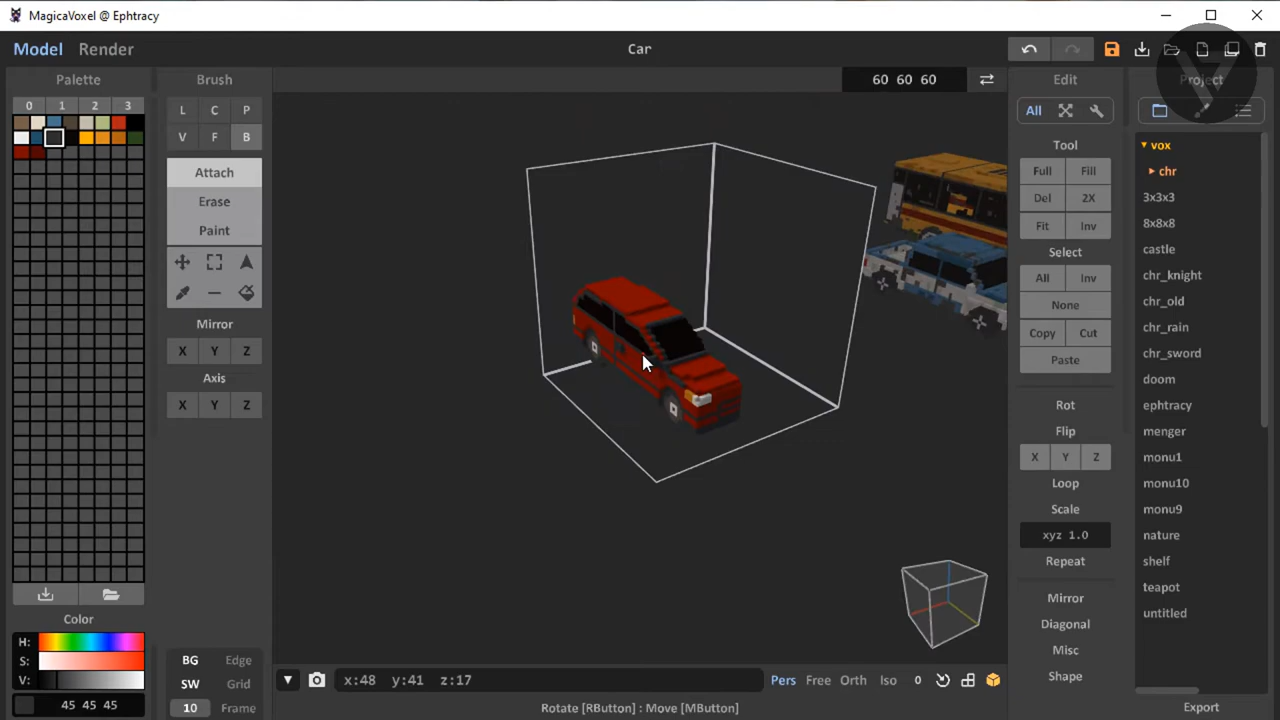 MagicaVoxel @ Ephtracy
Model Render Car
Palette Brush 60 60 60 Edit Project
0 1 2 3
L C P
V F B
All
Attach
Erase
Paint
Tool
Full Fill
Del 2X
Fit Inv
Select
All Inv
None
Copy Cut
Paste
Mirror
X Y Z
Axis
X Y Z
Rot
Flip
X Y Z
Loop
Scale
xyz 1.0
Repeat
Mirror
Diagonal
Misc
Shape
vox
chr
3x3x3
8x8x8
castle
chr_knight
chr_old
chr_rain
chr_sword
doom
ephtracy
menger
monu1
monu10
monu9
nature
shelf
teapot
untitled
Export
Color
H:
S:
V:
45 45 45
BG Edge
SW Grid
10 Frame
x:48 y:41 z:17
Pers Free Orth Iso 0
Rotate [RButton] : Move [MButton]